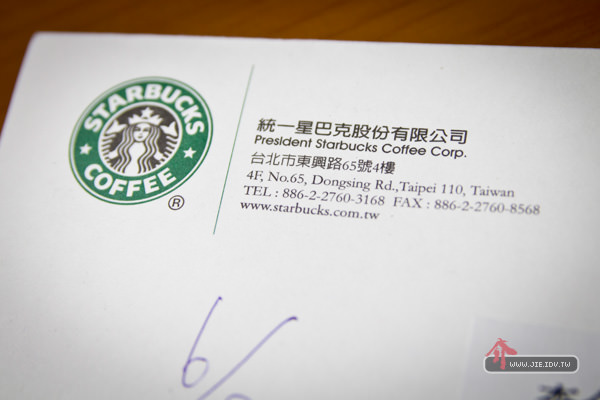 STARBUCKS
COFFEE
®
統一星巴克股份有限公司
President Starbucks Coffee Corp.
台北市東興路65號4樓
4F, No.65, Dongsing Rd.,Taipei 110, Taiwan
TEL : 886-2-2760-3168 FAX : 886-2-2760-8568
www.starbucks.com.tw
6/
WWW.JIE.IDV.TW